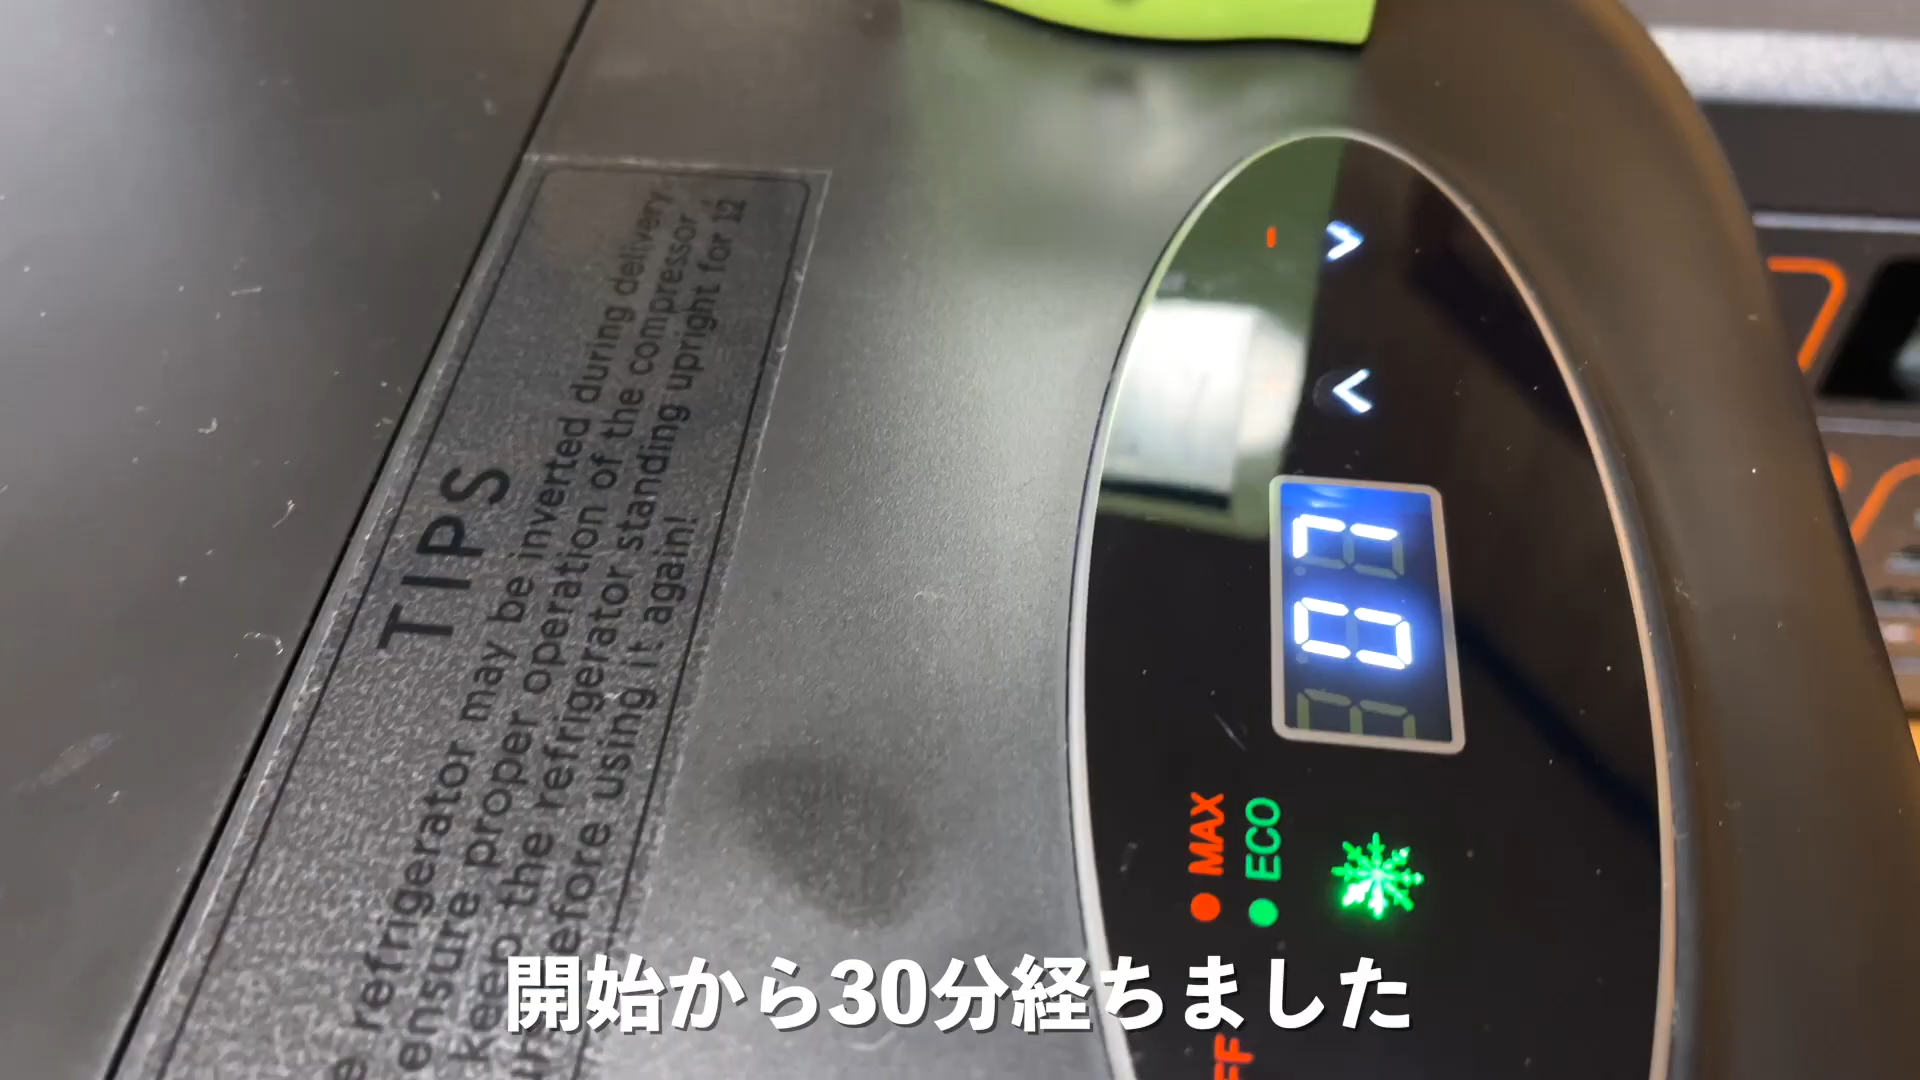 TIPS
e refrigerator may be inverted during delivery
ensure proper operation of the compressor
keep the refrigerator standing upright for 12
before using it again!
MAX
ECO
07
開始から30分経ちました